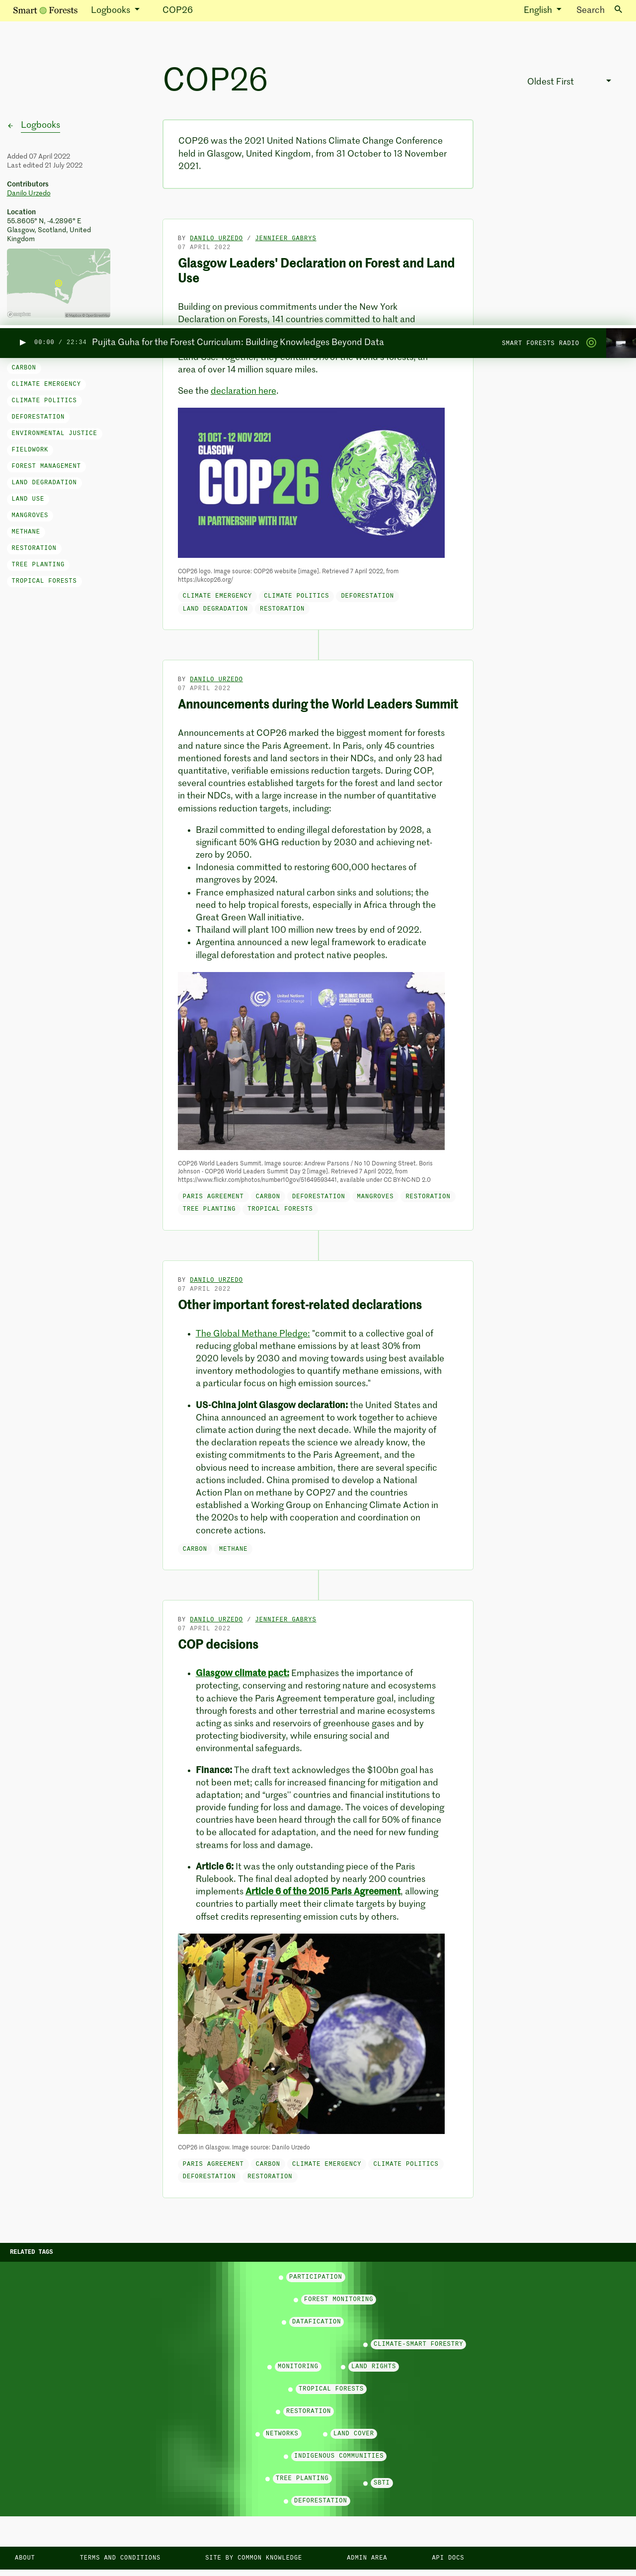 Smart Forests
Logbooks
COP26
English
Search
COP26
Oldest First
Logbooks
Added 07 April 2022
Last edited 21 July 2022
Contributors
Danilo Urzedo
Location
55.8605° N, -4.2896° E
Glasgow, Scotland, United
Kingdom
COP26 was the 2021 United Nations Climate Change Conference
held in Glasgow, United Kingdom, from 31 October to 13 November
2021.
BY DANILO URZEDO / JENNIFER GABRYS
07 APRIL 2022
Glasgow Leaders' Declaration on Forest and Land
Use
Building on previous commitments under the New York
Declaration on Forests, 141 countries committed to halt and
00:00 / 22:34 Pujita Guha for the Forest Curriculum: Building Knowledges Beyond Data
SMART FORESTS RADIO
area of over 14 million square miles.
See the declaration here.
CARBON
CLIMATE EMERGENCY
CLIMATE POLITICS
DEFORESTATION
ENVIRONMENTAL JUSTICE
FIELDWORK
FOREST MANAGEMENT
LAND DEGRADATION
LAND USE
MANGROVES
METHANE
RESTORATION
TREE PLANTING
TROPICAL FORESTS
31 OCT - 12 NOV 2021
GLASGOW
COP26
IN PARTNERSHIP WITH ITALY
COP26 logo. Image source: COP26 website [image]. Retrieved 7 April 2022, from
https://ukcop26.org/
CLIMATE EMERGENCY CLIMATE POLITICS DEFORESTATION
LAND DEGRADATION RESTORATION
BY DANILO URZEDO
07 APRIL 2022
Announcements during the World Leaders Summit
Announcements at COP26 marked the biggest moment for forests
and nature since the Paris Agreement. In Paris, only 45 countries
mentioned forests and land sectors in their NDCs, and only 23 had
quantitative, verifiable emissions reduction targets. During COP,
several countries established targets for the forest and land sector
in their NDCs, with a large increase in the number of quantitative
emissions reduction targets, including:
Brazil committed to ending illegal deforestation by 2028, a
significant 50% GHG reduction by 2030 and achieving net-
zero by 2050.
Indonesia committed to restoring 600,000 hectares of
mangroves by 2024.
France emphasized natural carbon sinks and solutions; the
need to help tropical forests, especially in Africa through the
Great Green Wall initiative.
Thailand will plant 100 million new trees by end of 2022.
Argentina announced a new legal framework to eradicate
illegal deforestation and protect native peoples.
United Nations
Climate Change
UN CLIMATE CHANGE
CONFERENCE
COP26 World Leaders Summit. Image source: Andrew Parsons / No 10 Downing Street. Boris
Johnson - COP26 World Leaders Summit Day 2 [image]. Retrieved 7 April 2022, from
https://www.flickr.com/photos/number10gov/51649593441, available under CC BY-NC-ND 2.0
PARIS AGREEMENT CARBON DEFORESTATION MANGROVES RESTORATION
TREE PLANTING TROPICAL FORESTS
BY DANILO URZEDO
07 APRIL 2022
Other important forest-related declarations
The Global Methane Pledge: "commit to a collective goal of
reducing global methane emissions by at least 30% from
2020 levels by 2030 and moving towards using best available
inventory methodologies to quantify methane emissions, with
a particular focus on high emission sources."
US-China joint Glasgow declaration: the United States and
China announced an agreement to work together to achieve
climate action during the next decade. While the majority of
the declaration repeats the science we already know, the
existing commitments to the Paris Agreement, and the
obvious need to increase ambition, there are several specific
actions included. China promised to develop a National
Action Plan on methane by COP27 and the countries
established a Working Group on Enhancing Climate Action in
the 2020s to help with cooperation and coordination on
concrete actions.
CARBON METHANE
BY DANILO URZEDO / JENNIFER GABRYS
07 APRIL 2022
COP decisions
Glasgow climate pact: Emphasizes the importance of
protecting, conserving and restoring nature and ecosystems
to achieve the Paris Agreement temperature goal, including
through forests and other terrestrial and marine ecosystems
acting as sinks and reservoirs of greenhouse gases and by
protecting biodiversity, while ensuring social and
environmental safeguards.
Finance: The draft text acknowledges the $100bn goal has
not been met; calls for increased financing for mitigation and
adaptation; and "urges" countries and financial institutions to
provide funding for loss and damage. The voices of developing
countries have been heard through the call for 50% of finance
to be allocated for adaptation, and the need for new funding
streams for loss and damage.
Article 6: It was the only outstanding piece of the Paris
Rulebook. The final deal adopted by nearly 200 countries
implements Article 6 of the 2015 Paris Agreement, allowing
countries to partially meet their climate targets by buying
offset credits representing emission cuts by others.
COP26 in Glasgow. Image source: Danilo Urzedo
PARIS AGREEMENT CARBON CLIMATE EMERGENCY CLIMATE POLITICS
DEFORESTATION RESTORATION
RELATED TAGS
PARTICIPATION
FOREST MONITORING
DATAFICATION
CLIMATE-SMART FORESTRY
MONITORING LAND RIGHTS
TROPICAL FORESTS
RESTORATION
NETWORKS LAND COVER
INDIGENOUS COMMUNITIES
TREE PLANTING
SBTI
DEFORESTATION
ABOUT TERMS AND CONDITIONS SITE BY COMMON KNOWLEDGE ADMIN AREA API DOCS